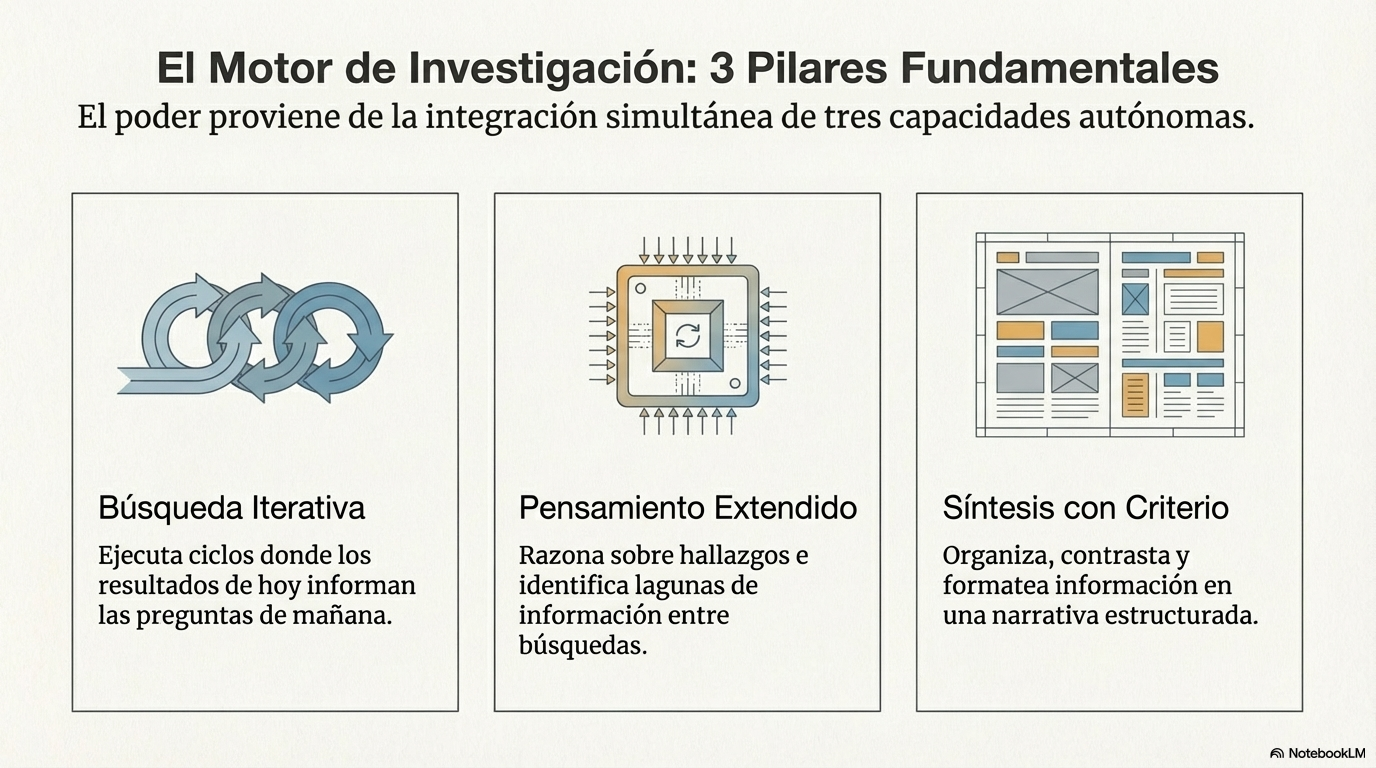 El Motor de Investigación: 3 Pilares Fundamentales
El poder proviene de la integración simultánea de tres capacidades autónomas.
Búsqueda Iterativa
Ejecuta ciclos donde los
resultados de hoy informan
las preguntas de mañana.
Pensamiento Extendido
Razona sobre hallazgos e
identifica lagunas de
información entre
búsquedas.
Síntesis con Criterio
Organiza, contrasta y
formatea información en
una narrativa estructurada.
NotebookLM